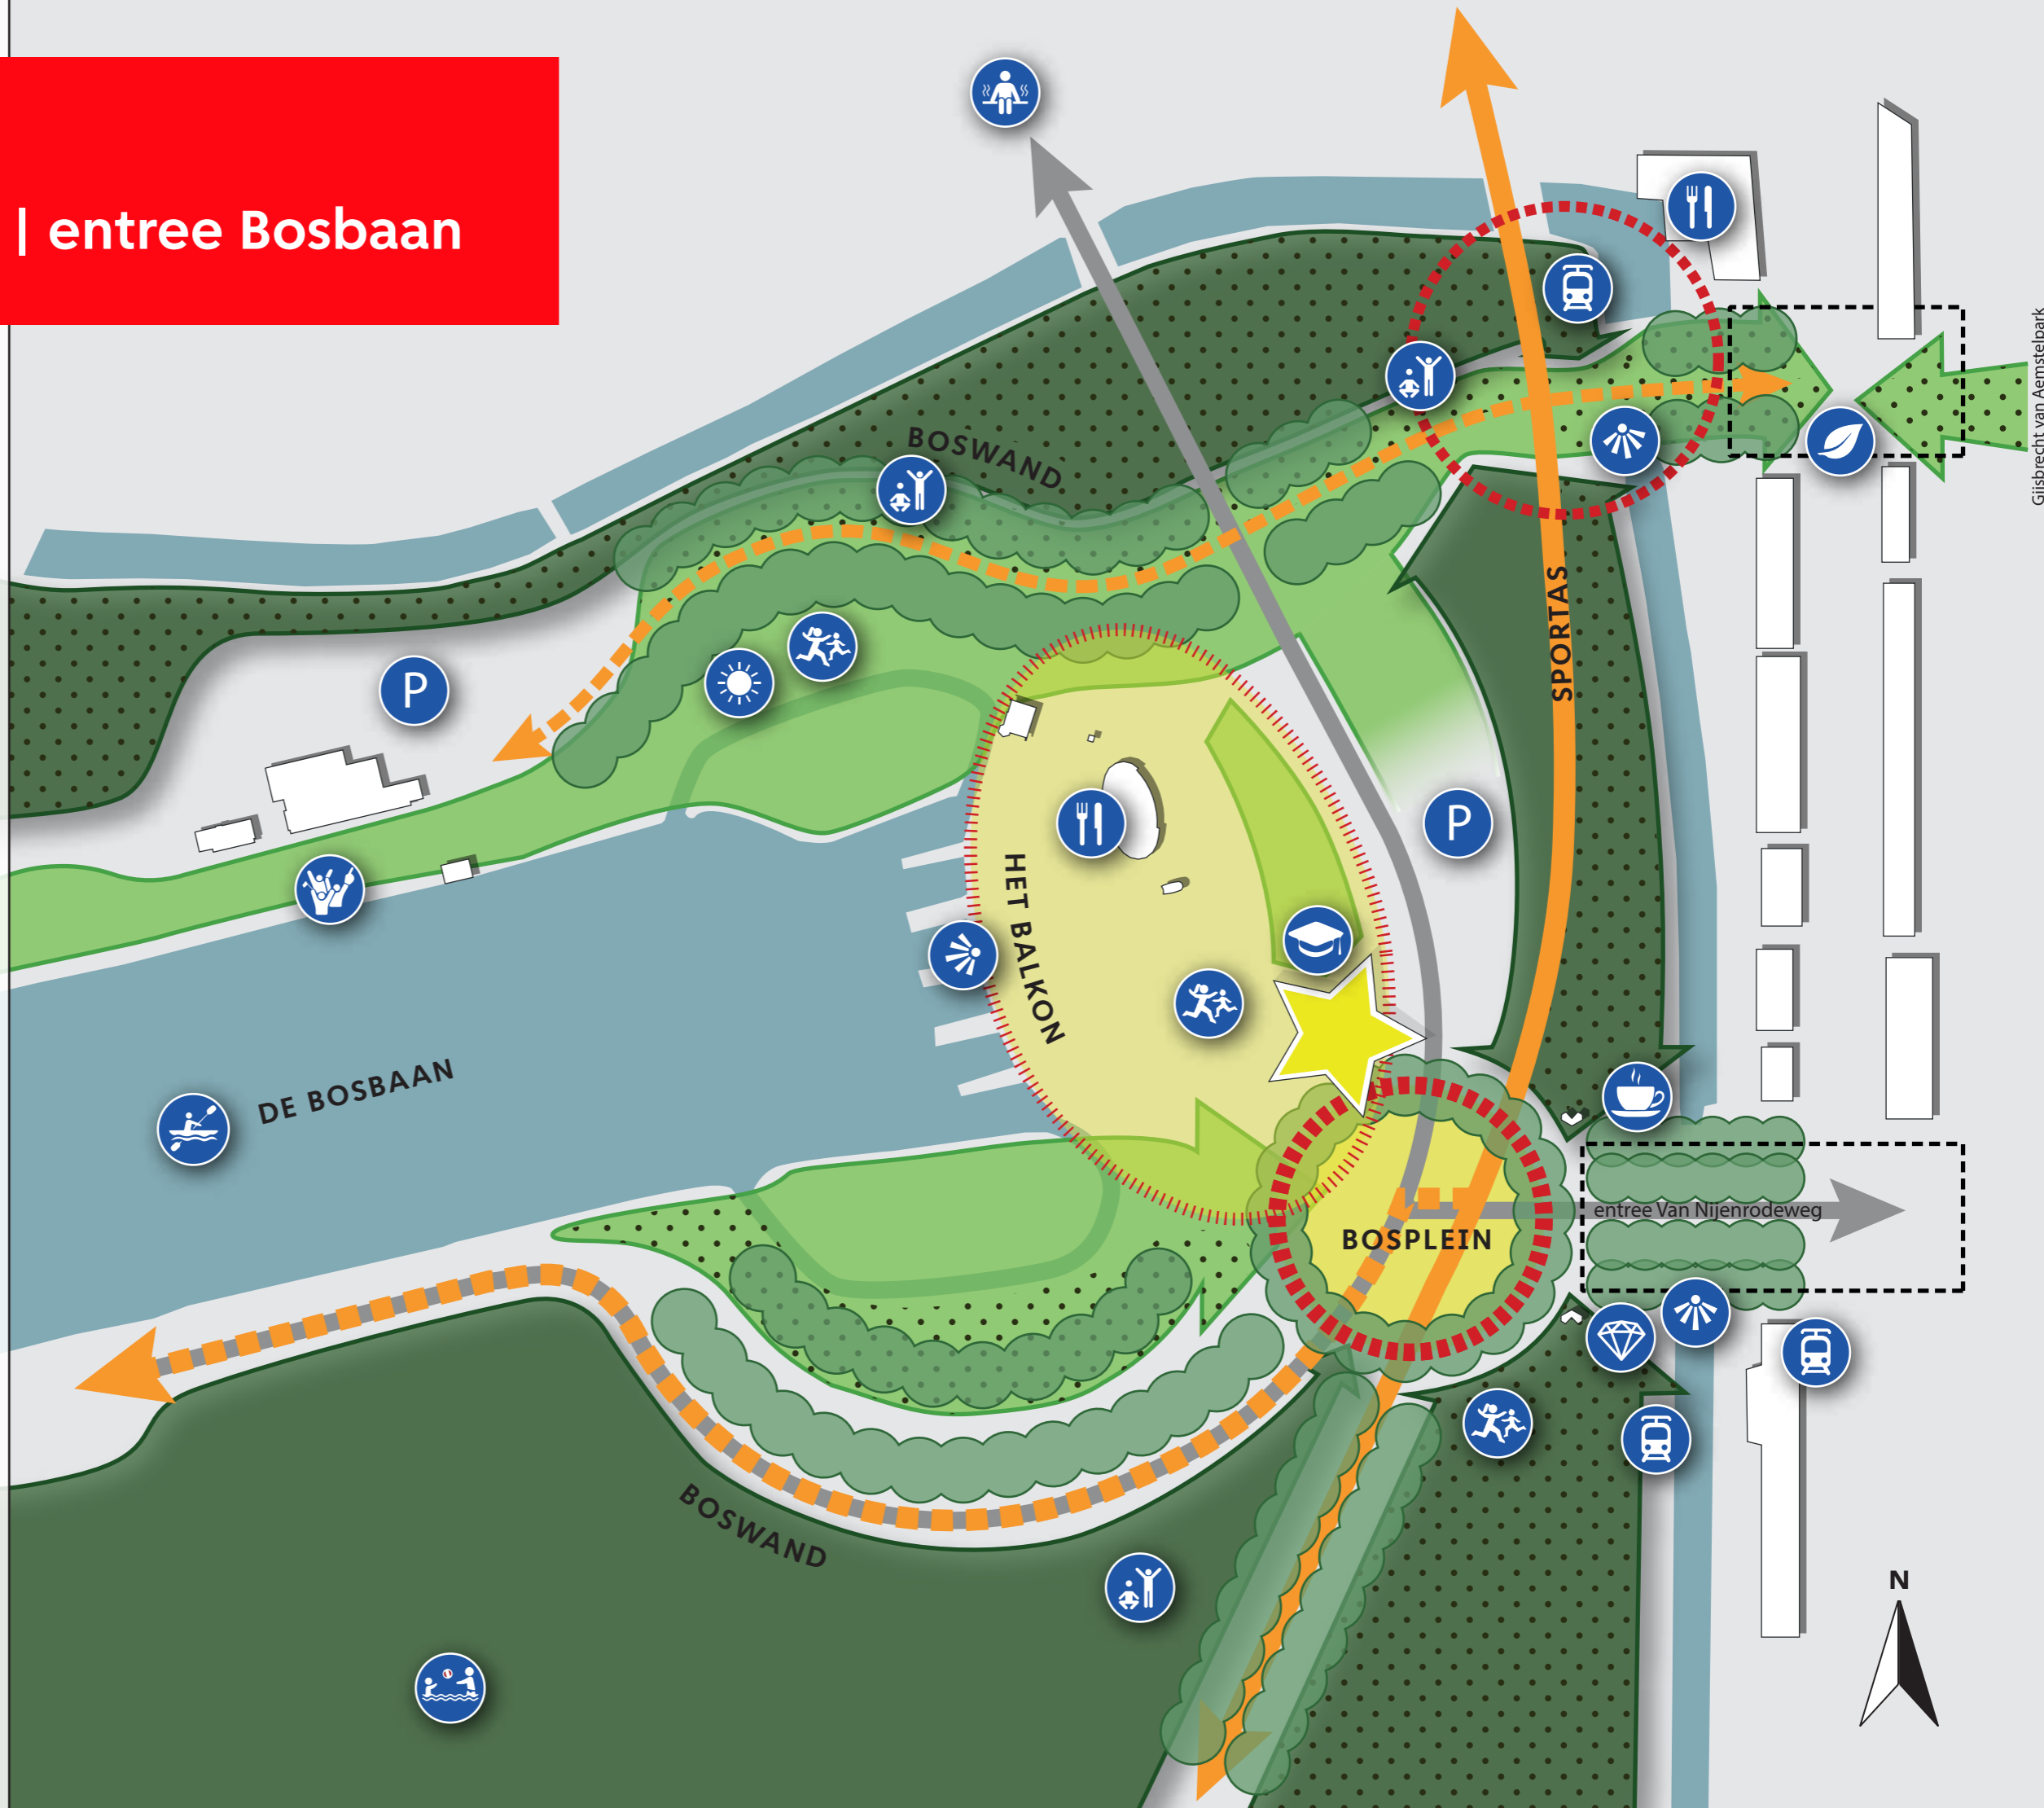 | entree Bosbaan
BOSWAND
Gijsbrecht van Aemstelpark
SPORTAS
P
P
HET BALKON
DE BOSBAAN
entree Van Nijenrodeweg
BOSPLEIN
BOSWAND
N